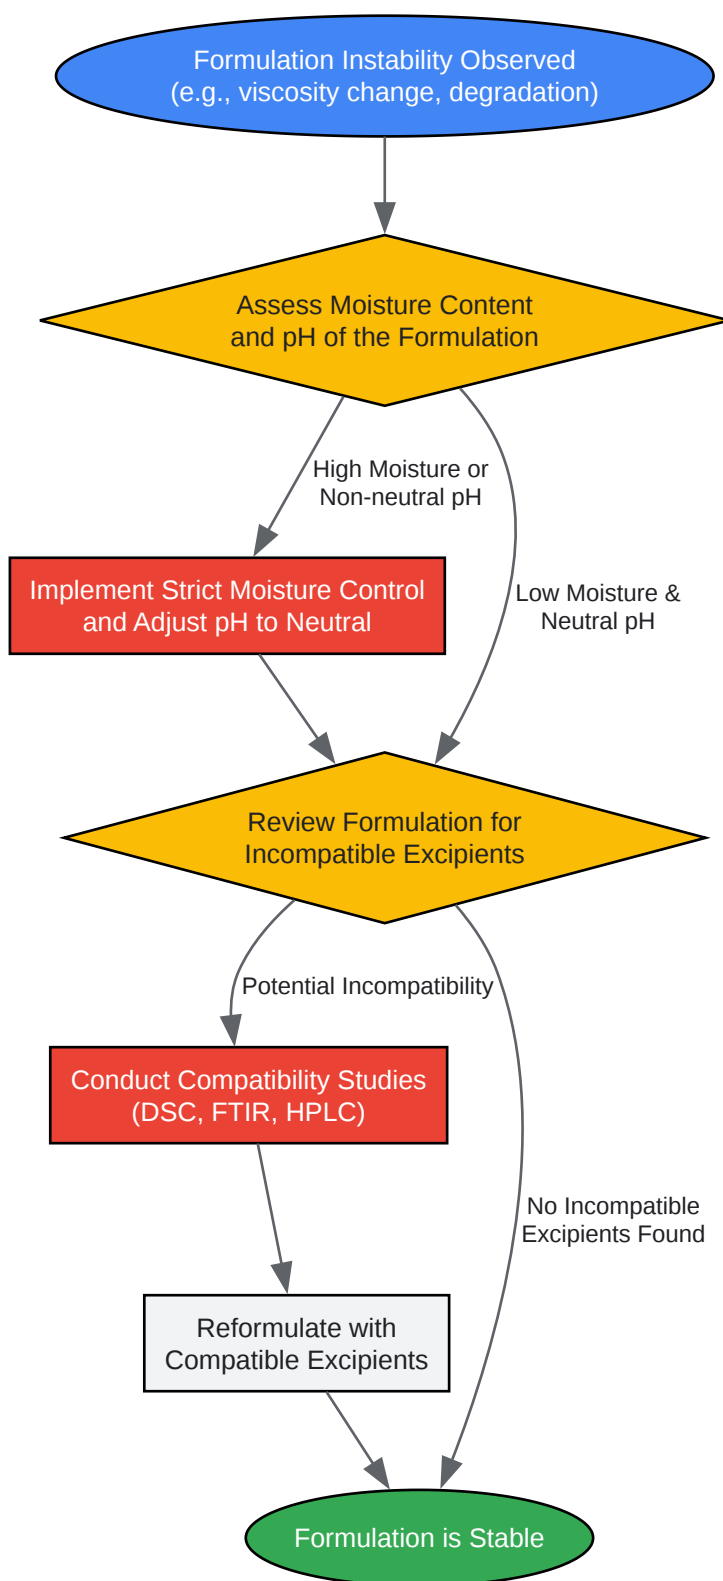 Formulation Instability Observed
(e.g., viscosity change, degradation)
Assess Moisture Content
and pH of the Formulation
High Moisture or
Non-neutral pH
Low Moisture &
Neutral pH
Implement Strict Moisture Control
and Adjust pH to Neutral
Review Formulation for
Incompatible Excipients
Potential Incompatibility
Conduct Compatibility Studies
(DSC, FTIR, HPLC)
No Incompatible
Excipients Found
Reformulate with
Compatible Excipients
Formulation is Stable